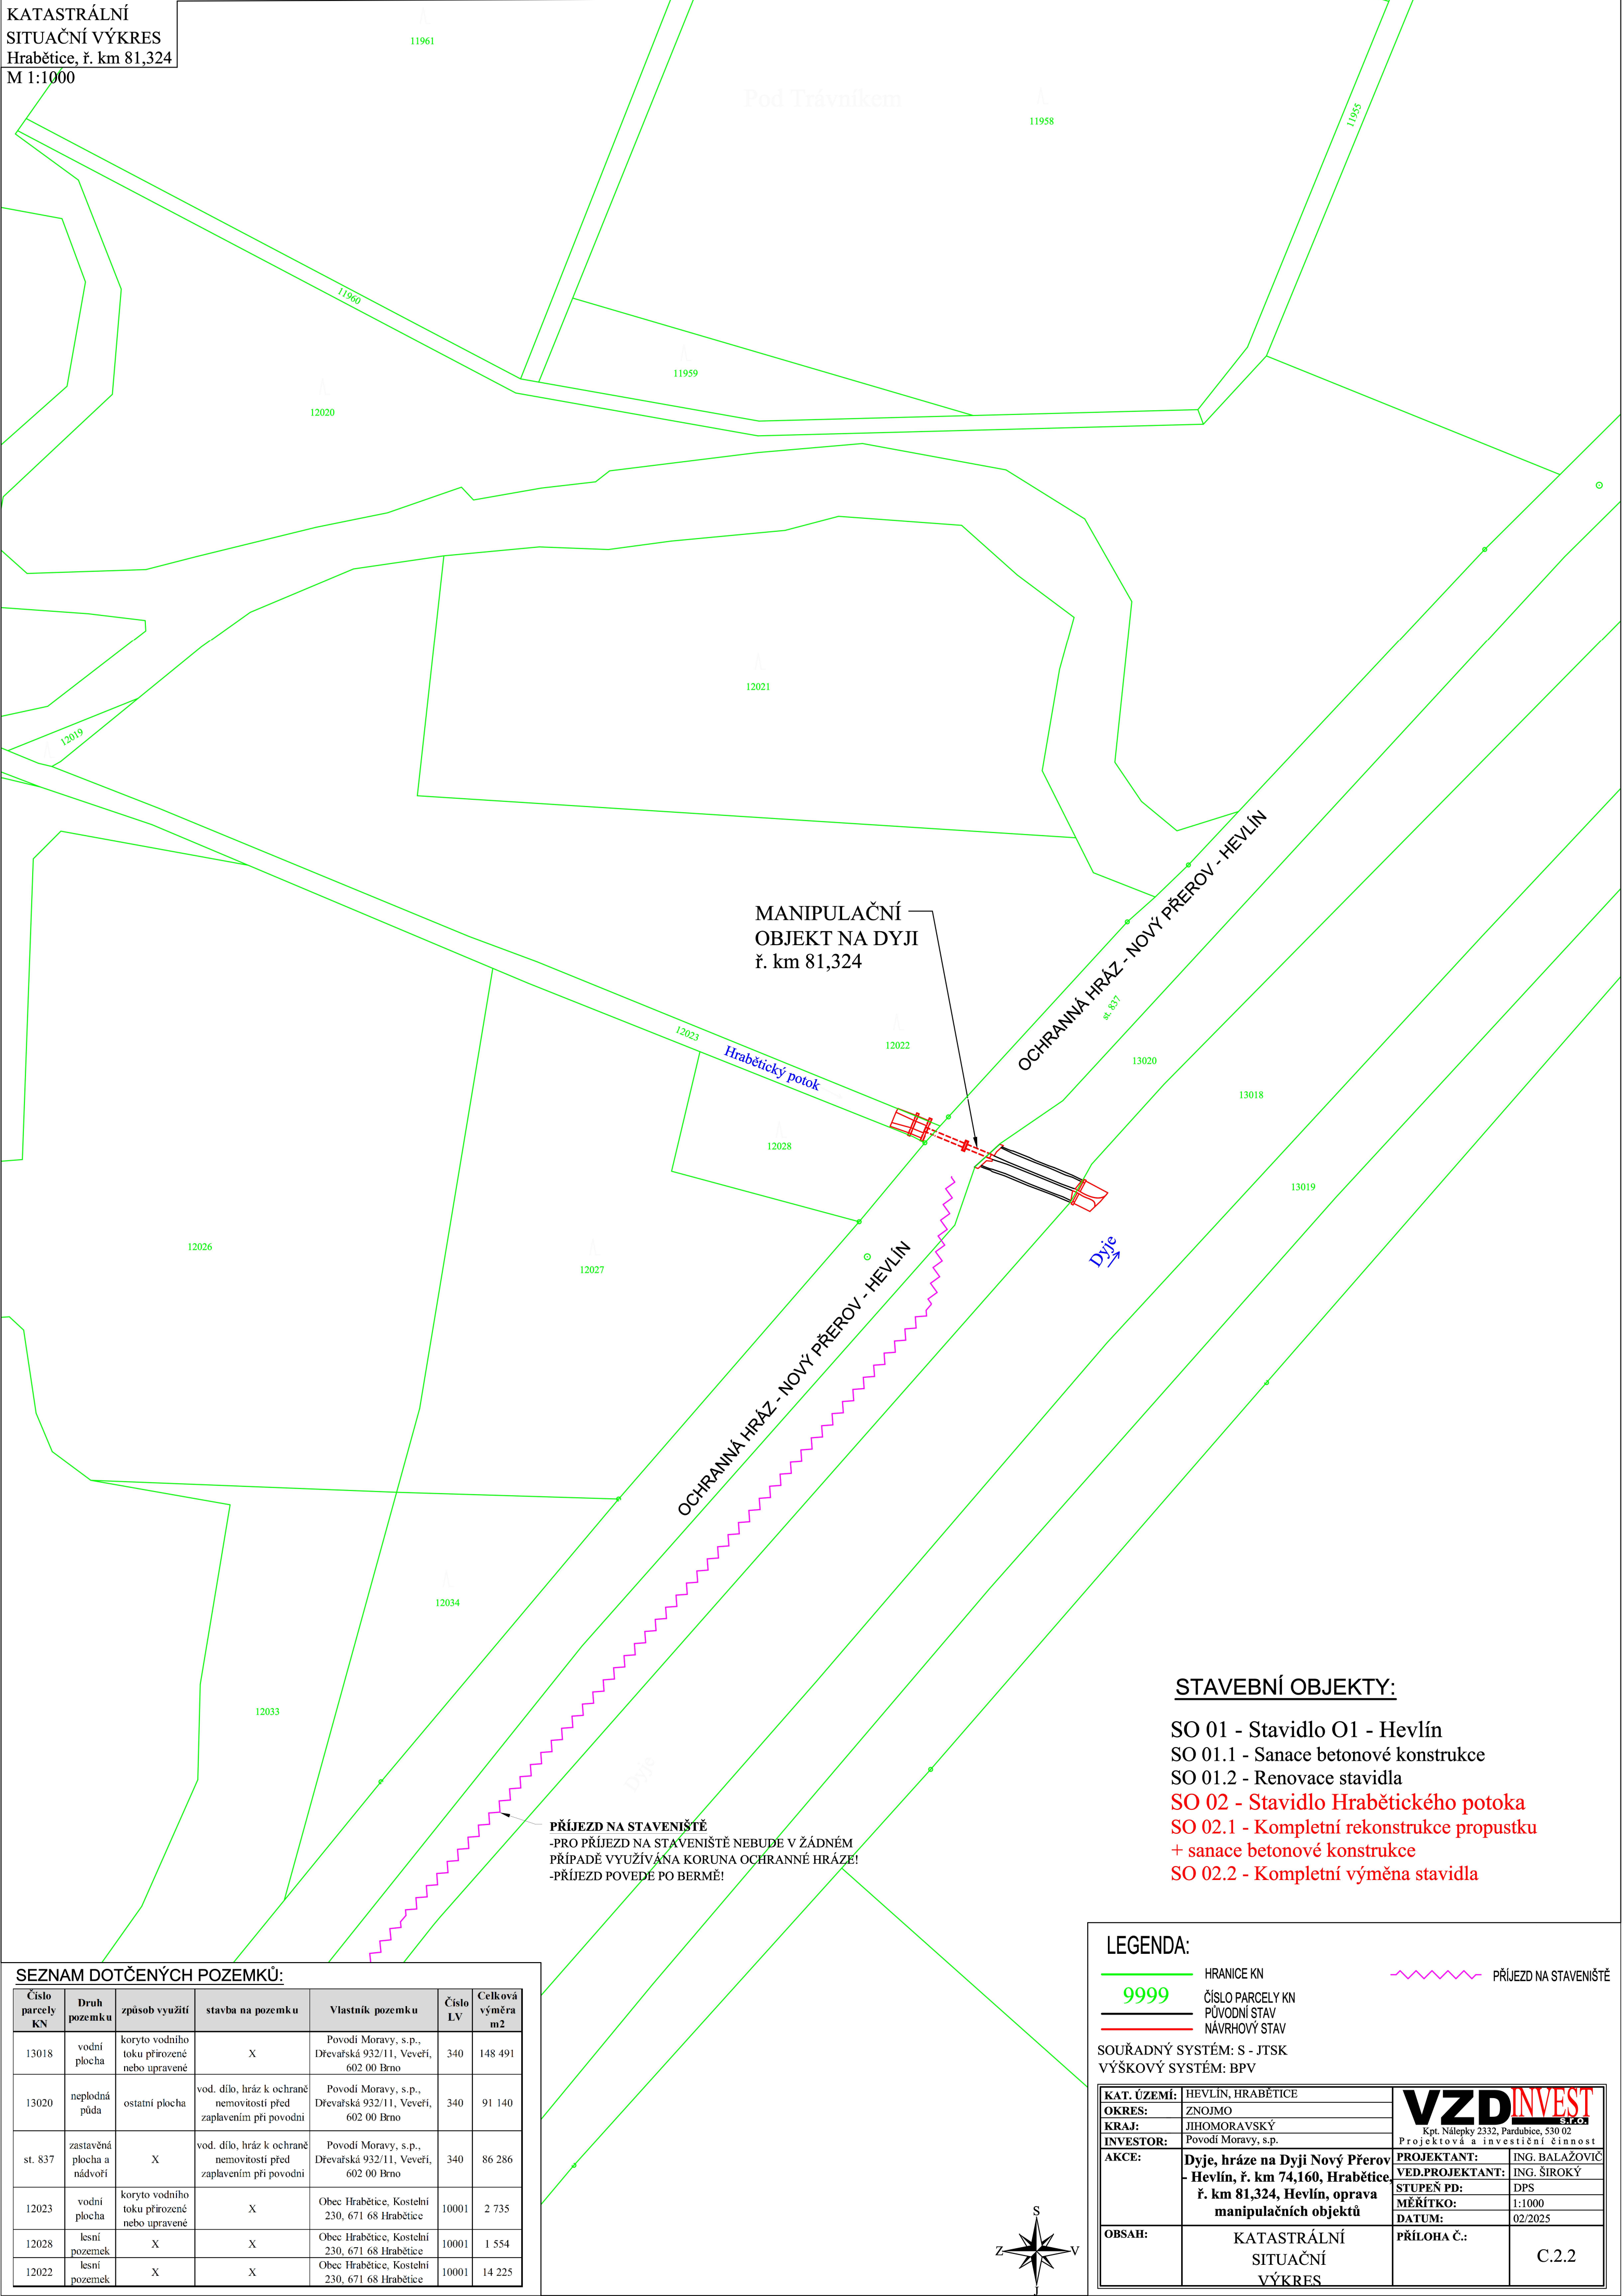 KATASTRÁLNÍ
SITUAČNÍ VÝKRES
Hrabětice, ř. km 81,324
M 1:1000
11961
Pod Trávníkem
11958
11955
11960
11959
12020
12021
12019
MANIPULAČNÍ
OBJEKT NA DYJI
ř. km 81,324
OCHRANNÁ HRÁZ - NOVÝ PŘEROV - HEVLÍN
st. 837
12023
Hrabětický potok
12022
13020
13018
12028
13019
12026
12027
Dyje
OCHRANNÁ HRÁZ - NOVÝ PŘEROV - HEVLÍN
12034
12033
Dyje
PŘÍJEZD NA STAVENIŠTĚ
-PRO PŘÍJEZD NA STAVENIŠTĚ NEBUDE V ŽÁDNÉM
PŘÍPADĚ VYUŽÍVÁNA KORUNA OCHRANNÉ HRÁZE!
-PŘÍJEZD POVEDE PO BERMĚ!
STAVEBNÍ OBJEKTY:
SO 01 - Stavidlo O1 - Hevlín
SO 01.1 - Sanace betonové konstrukce
SO 01.2 - Renovace stavidla
SO 02 - Stavidlo Hrabětického potoka
SO 02.1 - Kompletní rekonstrukce propustku
+ sanace betonové konstrukce
SO 02.2 - Kompletní výměna stavidla
SEZNAM DOTČENÝCH POZEMKŮ:
Číslo parcely KN Druh pozemku způsob využití stavba na pozemku Vlastník pozemku Číslo LV Celková výměra m2
13018 vodní plocha koryto vodního toku přirozené nebo upravené X Povodí Moravy, s.p., Dřevařská 932/11, Veveří, 602 00 Brno 340 148 491
13020 neplodná půda ostatní plocha vod. dílo, hráz k ochraně nemovitostí před zaplavením při povodni Povodí Moravy, s.p., Dřevařská 932/11, Veveří, 602 00 Brno 340 91 140
st. 837 zastavěná plocha a nádvoří X vod. dílo, hráz k ochraně nemovitostí před zaplavením při povodni Povodí Moravy, s.p., Dřevařská 932/11, Veveří, 602 00 Brno 340 86 286
12023 vodní plocha koryto vodního toku přirozené nebo upravené X Obec Hrabětice, Kostelní 230, 671 68 Hrabětice 10001 2 735
12028 lesní pozemek X X Obec Hrabětice, Kostelní 230, 671 68 Hrabětice 10001 1 554
12022 lesní pozemek X X Obec Hrabětice, Kostelní 230, 671 68 Hrabětice 10001 14 225
S
Z V
J
LEGENDA:
HRANICE KN
PŘÍJEZD NA STAVENIŠTĚ
9999 ČÍSLO PARCELY KN
PŮVODNÍ STAV
NÁVRHOVÝ STAV
SOUŘADNÝ SYSTÉM: S - JTSK
VÝŠKOVÝ SYSTÉM: BPV
KAT. ÚZEMÍ: HEVLÍN, HRABĚTICE
OKRES: ZNOJMO
KRAJ: JIHOMORAVSKÝ
INVESTOR: Povodí Moravy, s.p.
VZDINVEST
s.r.o.
Kpt. Nálepky 2332, Pardubice, 530 02
Projektová a investiční činnost
AKCE: Dyje, hráze na Dyji Nový Přerov
- Hevlín, ř. km 74,160, Hrabětice,
ř. km 81,324, Hevlín, oprava
manipulačních objektů
PROJEKTANT: ING. BALAŽOVIČ
VED.PROJEKTANT: ING. ŠIROKÝ
STUPEŇ PD: DPS
MĚŘÍTKO: 1:1000
DATUM: 02/2025
OBSAH: KATASTRÁLNÍ
SITUAČNÍ
VÝKRES
PŘÍLOHA Č.:
C.2.2